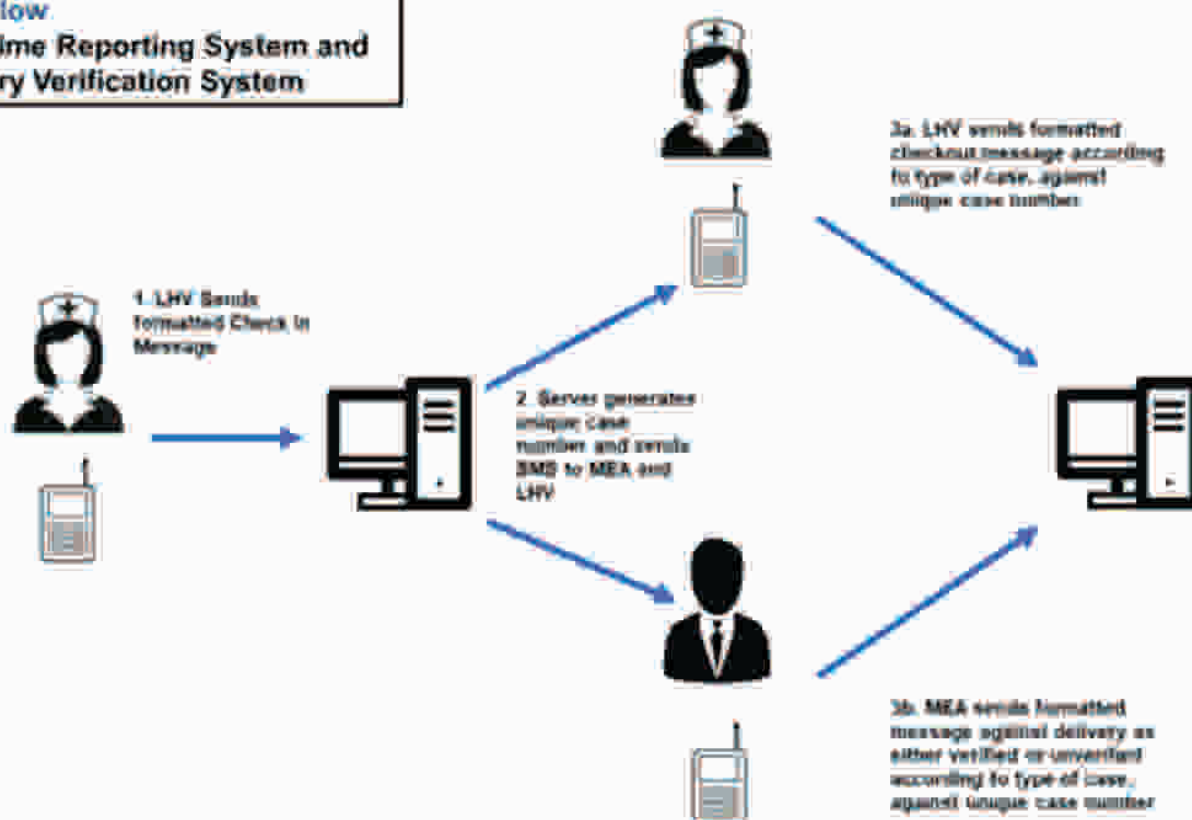 low
ime Reporting System and
ry Verification System
3a. LHV sends formatted
checkout message according
to type of case, against
unique case number
1. LHV Sends
formatted Check In
Message
2. Server generates
unique case
number and sends
SMS to MEA and
LHV
3b. MEA sends formatted
message against delivery as
either verified or unverified
according to type of case,
against unique case number